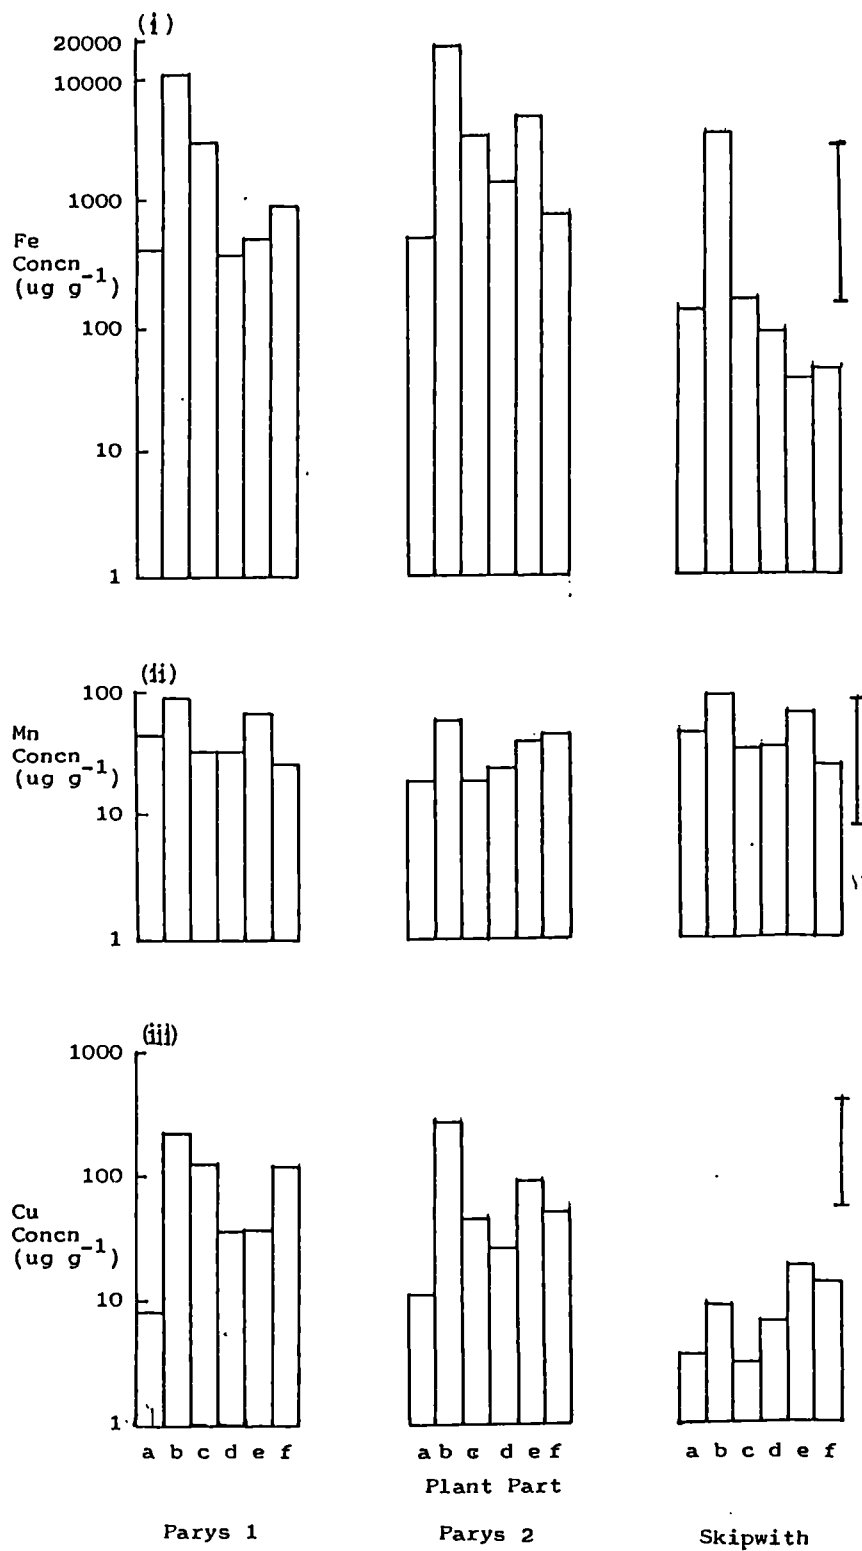 (i)
20000
10000
1000
Fe
Concn
(ug g-1)
100
10
1
(ii)
100
Mn
Concn
(ug g-1)
10
1
(iii)
1000
100
Cu
Concn
(ug g-1)
10
1
a b c d e f a b c d e f a b c d e f
Plant Part
Parys 1 Parys 2 Skipwith